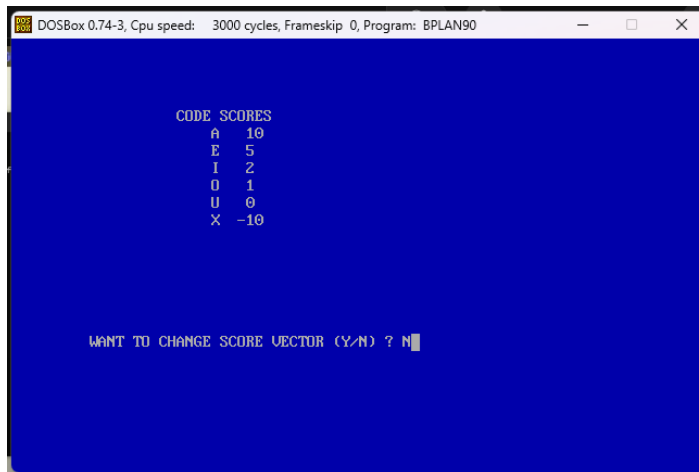 DOSBox 0.74-3, Cpu speed: 3000 cycles, Frameskip 0, Program: BPLAN90
CODE SCORES
A 10
E 5
I 2
O 1
U 0
X -10
WANT TO CHANGE SCORE VECTOR (Y/N) ? N